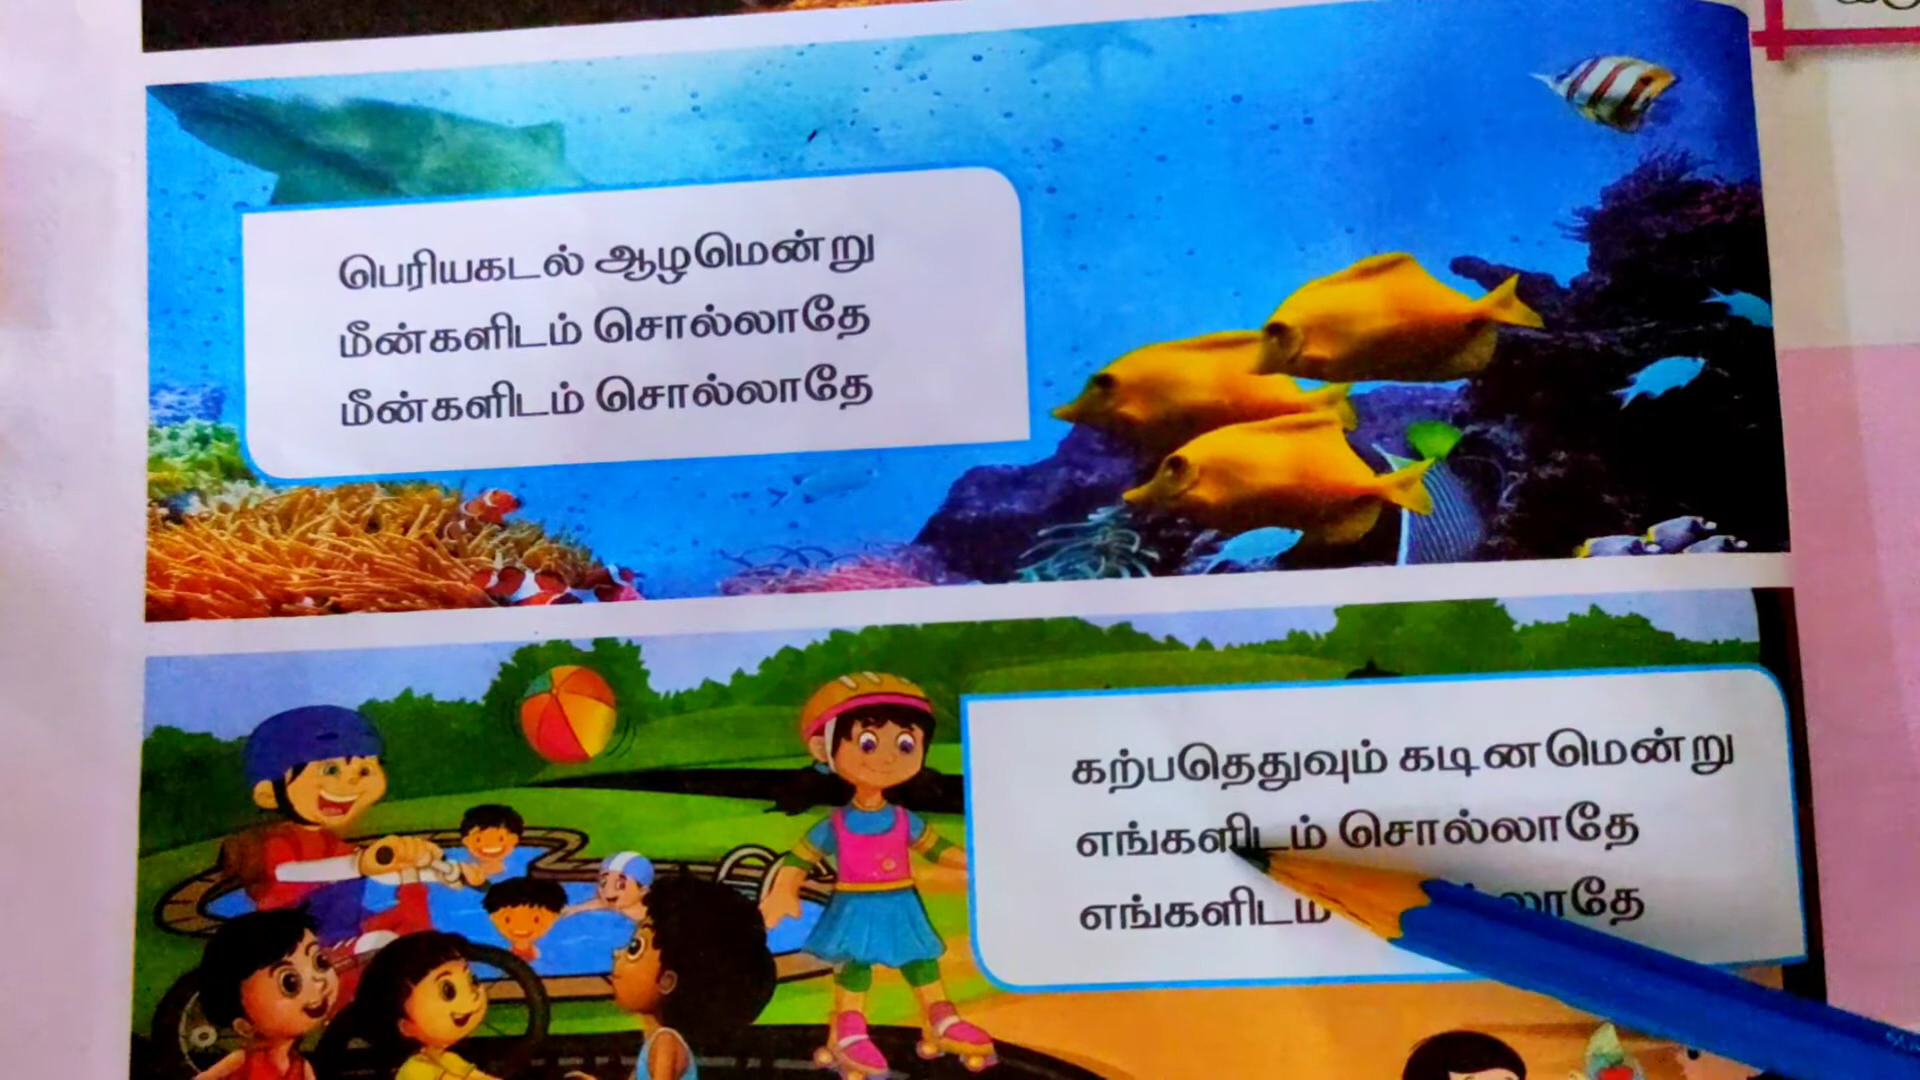 பெரியகடல் ஆழமென்று
மீன்களிடம் சொல்லாதே
மீன்களிடம் சொல்லாதே
கற்பதெதுவும் கடினமென்று
எங்களிடம் சொல்லாதே
எங்களிடம்